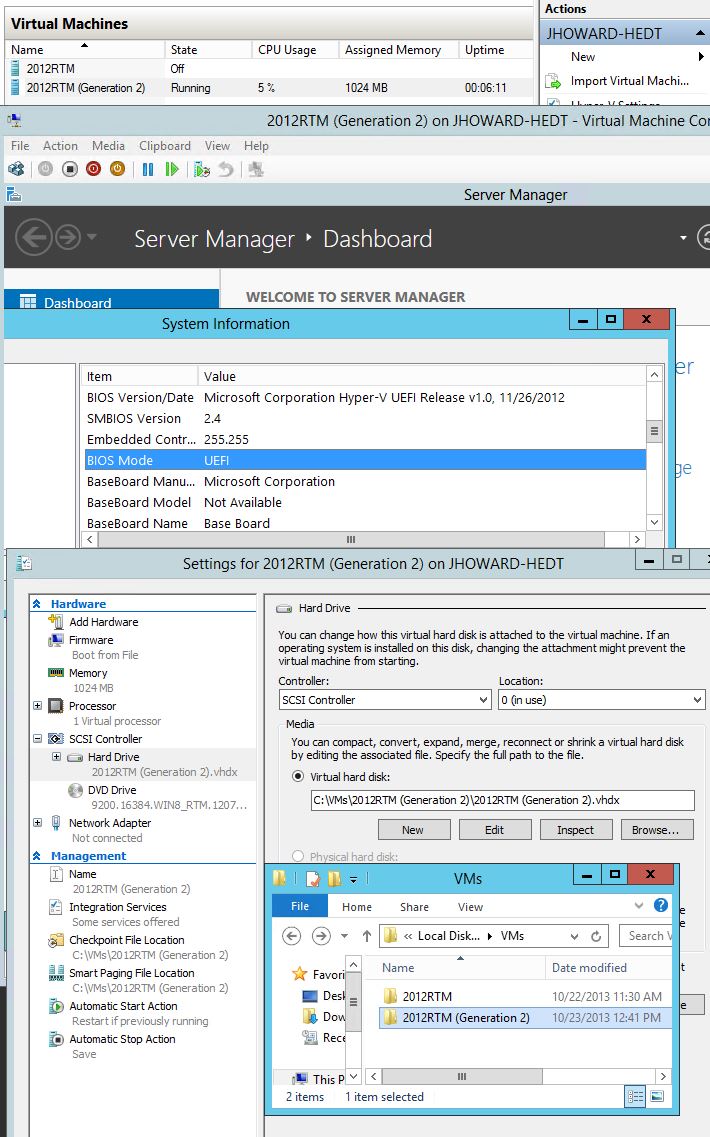 Virtual Machines
Name State CPU Usage Assigned Memory Uptime
2012RTM Off
2012RTM (Generation 2) Running 5 % 1024 MB 00:06:11
Actions
JHOWARD-HEDT
New
Import Virtual Machi...
Hyper-V Settings
2012RTM (Generation 2) on JHOWARD-HEDT - Virtual Machine Con
File Action Media Clipboard View Help
Server Manager
Server Manager Dashboard
Dashboard
WELCOME TO SERVER MANAGER
System Information
Item Value
BIOS Version/Date Microsoft Corporation Hyper-V UEFI Release v1.0, 11/26/2012
SMBIOS Version 2.4
Embedded Contr... 255.255
BIOS Mode UEFI
BaseBoard Manu... Microsoft Corporation
BaseBoard Model Not Available
BaseBoard Name Base Board
Settings for 2012RTM (Generation 2) on JHOWARD-HEDT
Hardware
Add Hardware
Firmware
Boot from File
Memory
1024 MB
Processor
1 Virtual processor
SCSI Controller
Hard Drive
2012RTM (Generation 2).vhdx
DVD Drive
9200.16384.WIN8_RTM.1207...
Network Adapter
Not connected
Management
Name
2012RTM (Generation 2)
Integration Services
Some services offered
Checkpoint File Location
C:\VMs\2012RTM (Generation 2)
Smart Paging File Location
C:\VMs\2012RTM (Generation 2)
Automatic Start Action
Restart if previously running
Automatic Stop Action
Save
Hard Drive
You can change how this virtual hard disk is attached to the virtual machine. If an
operating system is installed on this disk, changing the attachment might prevent the
virtual machine from starting.
Controller: Location:
SCSI Controller 0 (in use)
Media
You can compact, convert, expand, merge, reconnect or shrink a virtual hard disk
by editing the associated file. Specify the full path to the file.
Virtual hard disk:
C:\VMs\2012RTM (Generation 2)\2012RTM (Generation 2).vhdx
New Edit Inspect Browse...
Physical hard disk:
VMs
File Home Share View
« Local Disk... VMs Search V
Name Date modified
Favori
Desk
Dow
Rece
This P
2012RTM 10/22/2013 11:30 AM
2012RTM (Generation 2) 10/23/2013 12:41 PM
2 items 1 item selected